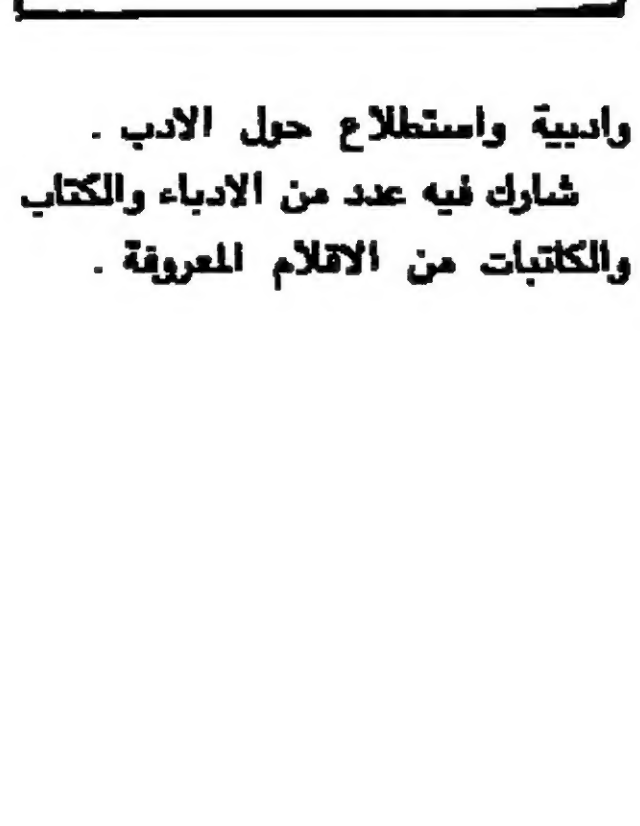 وادبية واستطلاع حول الادب .
شارك فيه عدد من الادباء والكتاب
والكاتبات من الاقلام المعروفة .